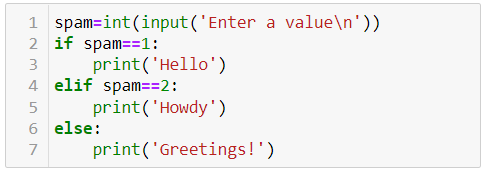 1 spam=int(input('Enter a value\n'))
2 if spam==1:
3     print('Hello')
4 elif spam==2:
5     print('Howdy')
6 else:
7     print('Greetings!')